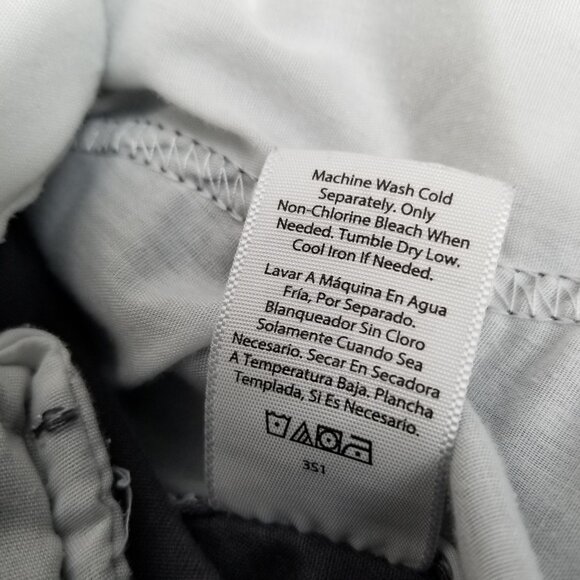 Machine Wash Cold
Separately. Only
Non-Chlorine Bleach When
Needed. Tumble Dry Low.
Cool Iron If Needed.
Lavar A Máquina En Agua
Fría, Por Separado.
Blanqueador Sin Cloro
Solamente Cuando Sea
Necesario. Secar En Secadora
A Temperatura Baja. Plancha
Templada, Si Es Necesario.
3S1